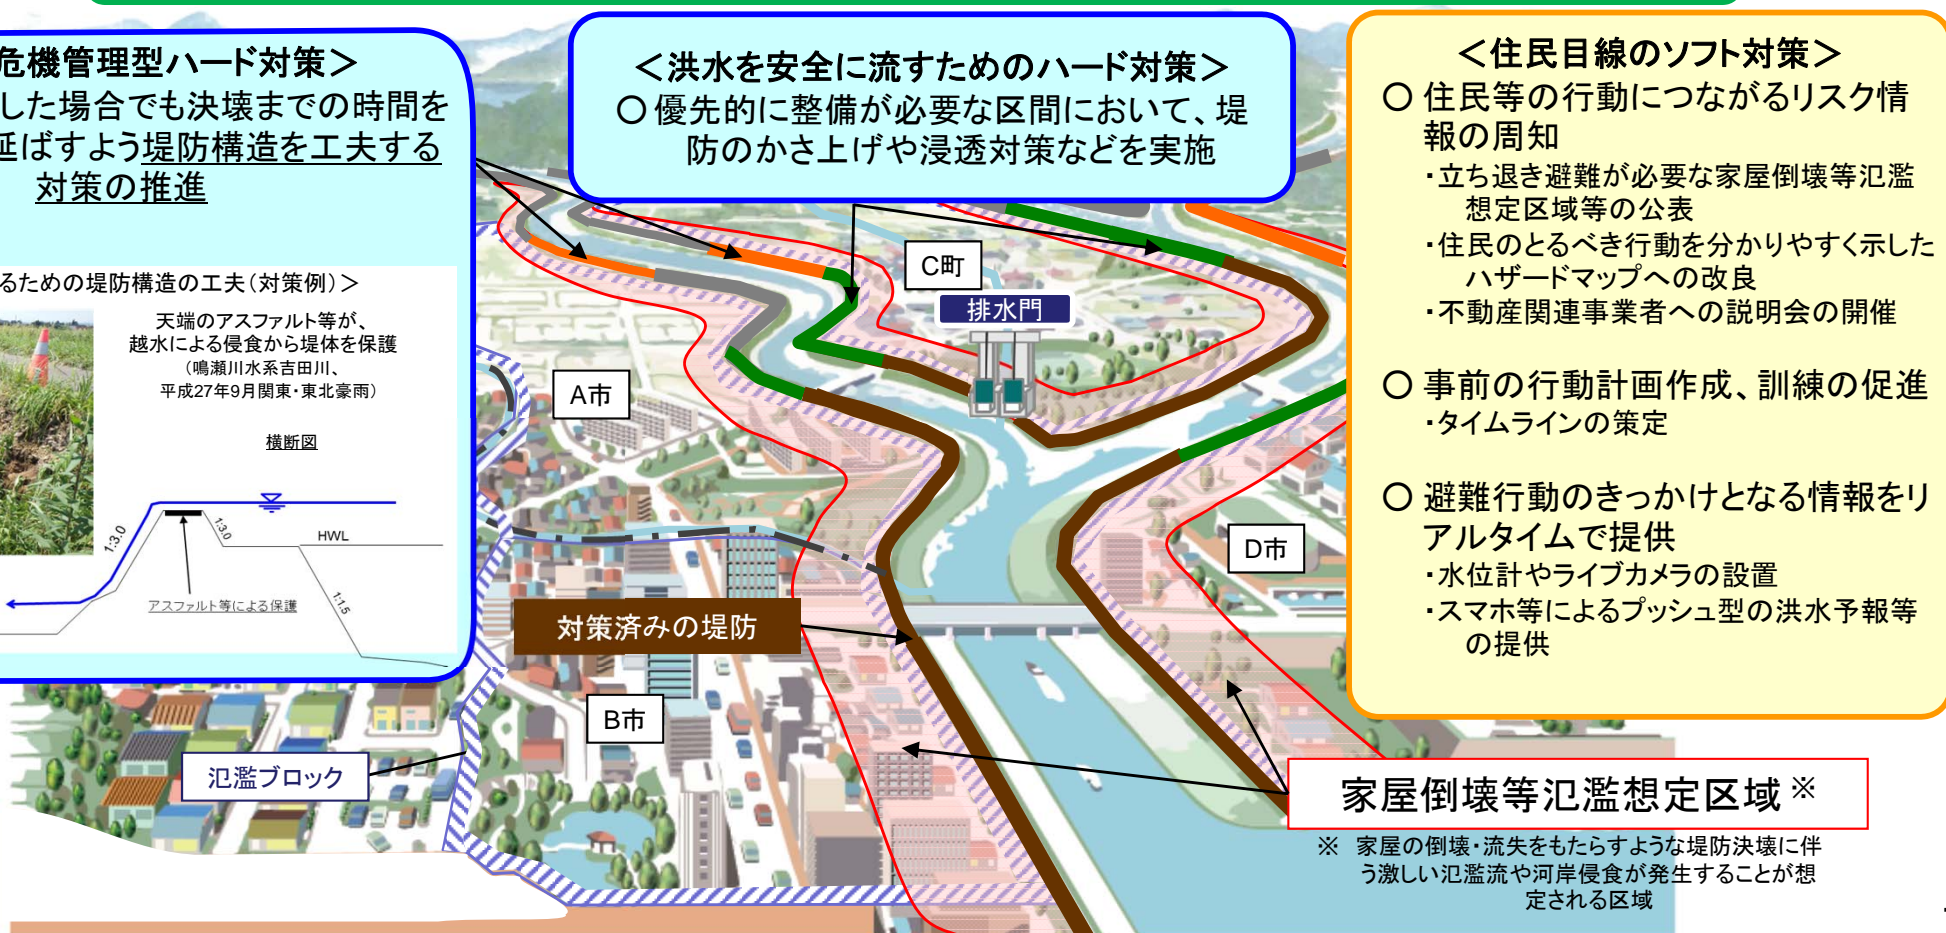 危機管理型ハード対策＞
した場合でも決壊までの時間を
延ばすよう堤防構造を工夫する
対策の推進
るための堤防構造の工夫（対策例）＞
天端のアスファルト等が、
越水による侵食から堤体を保護
（鳴瀬川水系吉田川、
平成27年9月関東・東北豪雨）
横断図
1:3.0
1:3.0
HWL
アスファルト等による保護
1:1.5
＜洪水を安全に流すためのハード対策＞
○優先的に整備が必要な区間において、堤
防のかさ上げや浸透対策などを実施
＜住民目線のソフト対策＞
○住民等の行動につながるリスク情
報の周知
・立ち退き避難が必要な家屋倒壊等氾濫
想定区域等の公表
・住民のとるべき行動を分かりやすく示した
ハザードマップへの改良
・不動産関連事業者への説明会の開催
○事前の行動計画作成、訓練の促進
・タイムラインの策定
○避難行動のきっかけとなる情報をリ
アルタイムで提供
・水位計やライブカメラの設置
・スマホ等によるプッシュ型の洪水予報等
の提供
C町
排水門
A市
D市
対策済みの堤防
B市
氾濫ブロック
家屋倒壊等氾濫想定区域※
※ 家屋の倒壊・流失をもたらすような堤防決壊に伴
う激しい氾濫流や河岸侵食が発生することが想
定される区域